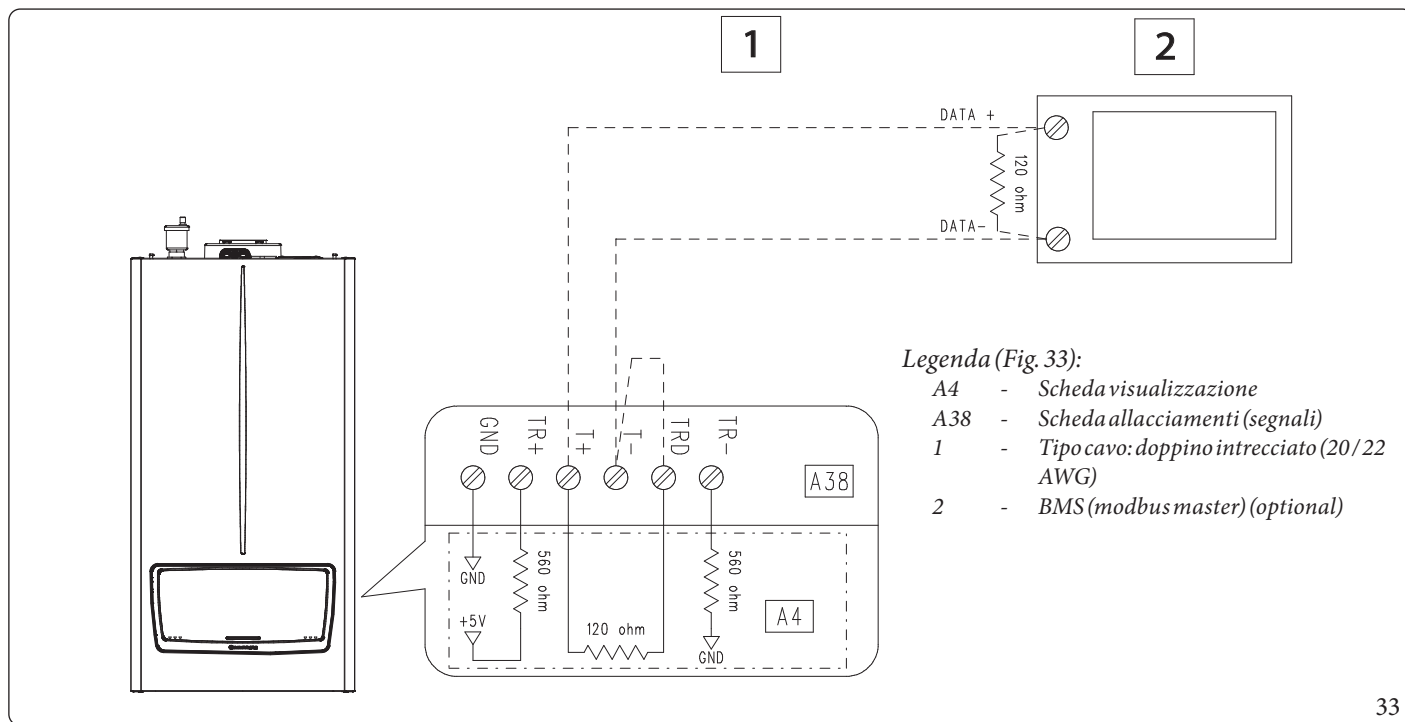 1
2
DATA +
120 ohm
DATA-
Legenda (Fig. 33):
A4 - Scheda visualizzazione
A38 - Scheda allacciamenti (segnali)
1 - Tipo cavo: doppino intrecciato (20/22
AWG)
2 - BMS (modbus master) (optional)
GND
TR+
T+
T-
TRD
TR-
A38
GND
560 ohm
+5V
120 ohm
560 ohm
GND
A4
33